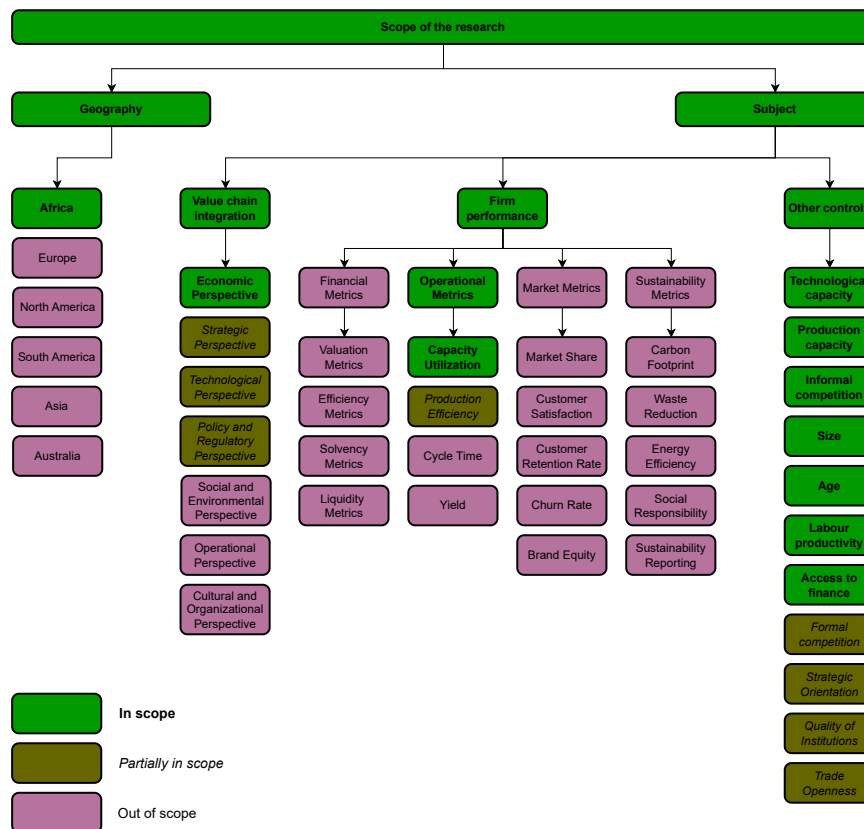 Scope of the research
Geography
Subject
Africa
Value chain
integration
Firm
performance
Other control
Europe
North America
South America
Asia
Australia
Economic
Perspective
Strategic
Perspective
Technological
Perspective
Policy and
Regulatory
Perspective
Social and
Environmental
Perspective
Operational
Perspective
Cultural and
Organizational
Perspective
Financial
Metrics
Valuation
Metrics
Efficiency
Metrics
Solvency
Metrics
Liquidity
Metrics
Operational
Metrics
Capacity
Utilization
Production
Efficiency
Cycle Time
Yield
Market Metrics
Market Share
Customer
Satisfaction
Customer
Retention Rate
Churn Rate
Brand Equity
Sustainability
Metrics
Carbon
Footprint
Waste
Reduction
Energy
Efficiency
Social
Responsibility
Sustainability
Reporting
Technological
capacity
Production
capacity
Informal
competition
Size
Age
Labour
productivity
Access to
finance
Formal
competition
Strategic
Orientation
Quality of
Institutions
Trade
Openness
In scope
Partially in scope
Out of scope